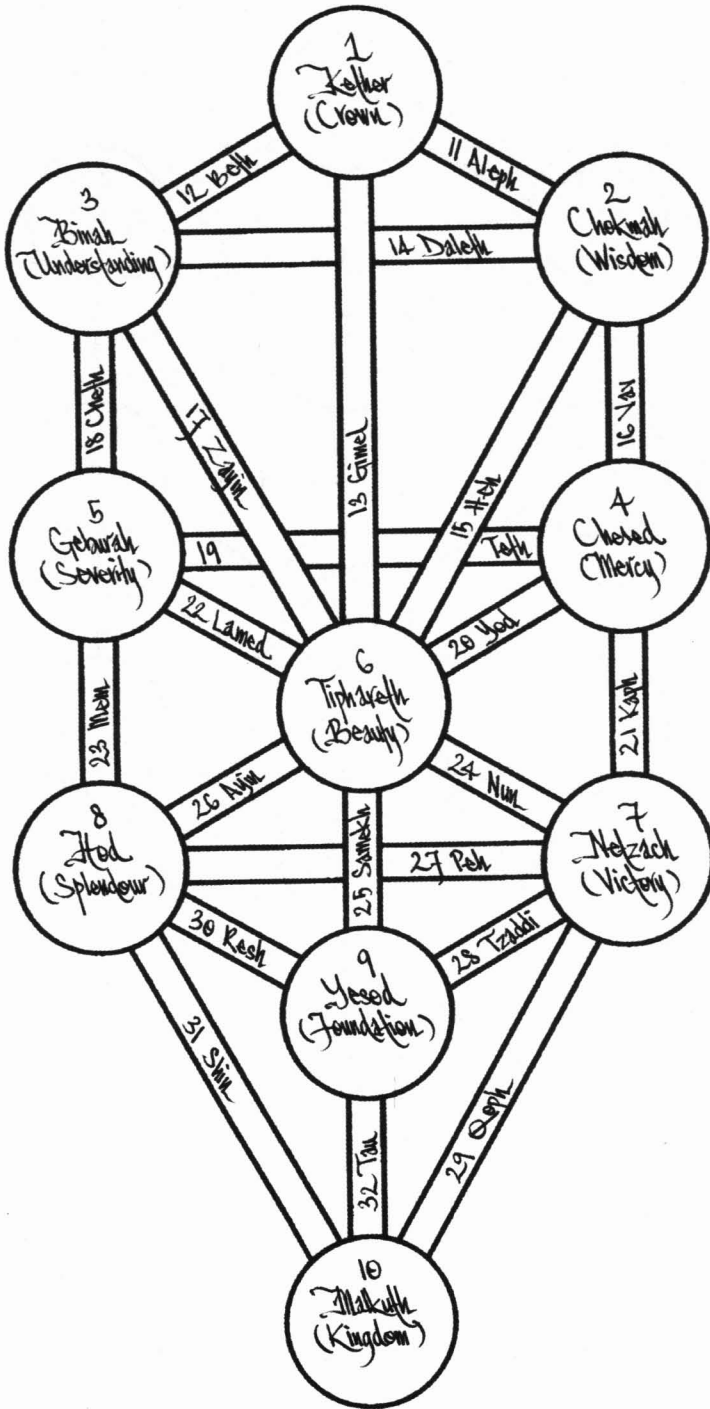 1
Kether
(Crown)
12 Beth
11 Aleph
3
Binah
(Understanding)
2
Chokmah
(Wisdom)
14 Daleth
18 Cheth
17 Zayin
13 Gimel
15 Heh
16 Vav
5
Geburah
(Severity)
19 Teth
4
Chesed
(Mercy)
22 Lamed
20 Yod
6
Tiphareth
(Beauty)
23 Mem
21 Kaph
26 Ayin
24 Nun
8
Hod
(Splendour)
25 Samekh
27 Peh
7
Netzach
(Victory)
30 Resh
28 Tzaddi
9
Yesod
(Foundation)
31 Shin
32 Tau
29 Qoph
10
Malkuth
(Kingdom)